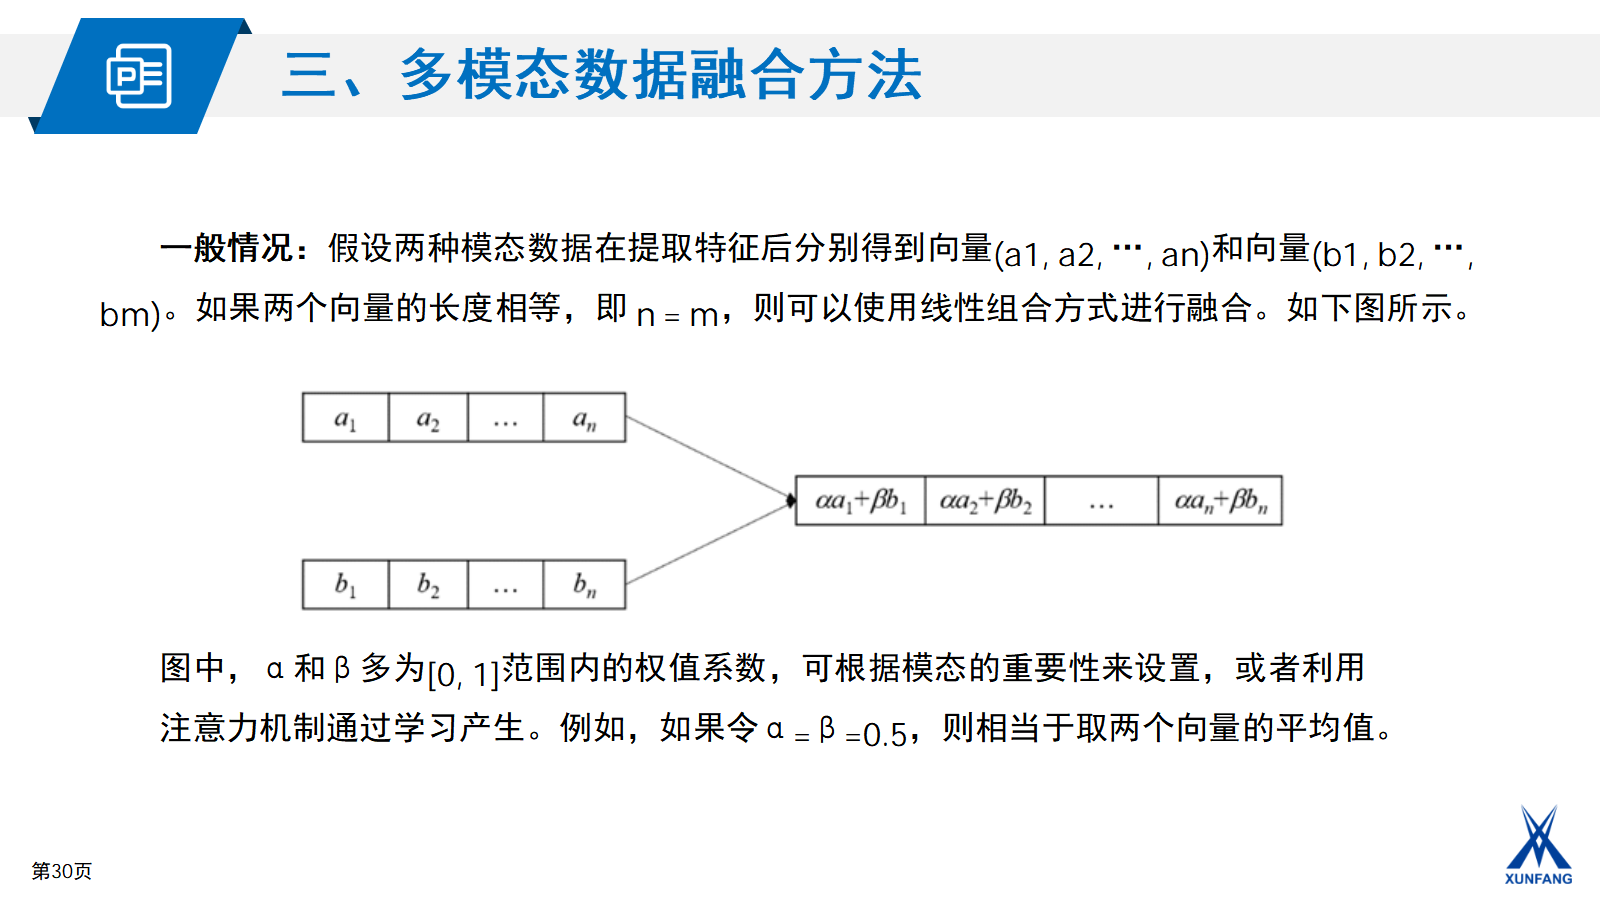 三、多模态数据融合方法
一般情况：假设两种模态数据在提取特征后分别得到向量(a1, a2, …, an)和向量(b1, b2, …,
bm)。如果两个向量的长度相等，即 n = m，则可以使用线性组合方式进行融合。如下图所示。
a₁ a₂ … aₙ
αa₁+βb₁ αa₂+βb₂ … αaₙ+βbₙ
b₁ b₂ … bₙ
图中，α和β多为[0, 1]范围内的权值系数，可根据模态的重要性来设置，或者利用
注意力机制通过学习产生。例如，如果令α=β=0.5，则相当于取两个向量的平均值。
第30页
XUNFANG